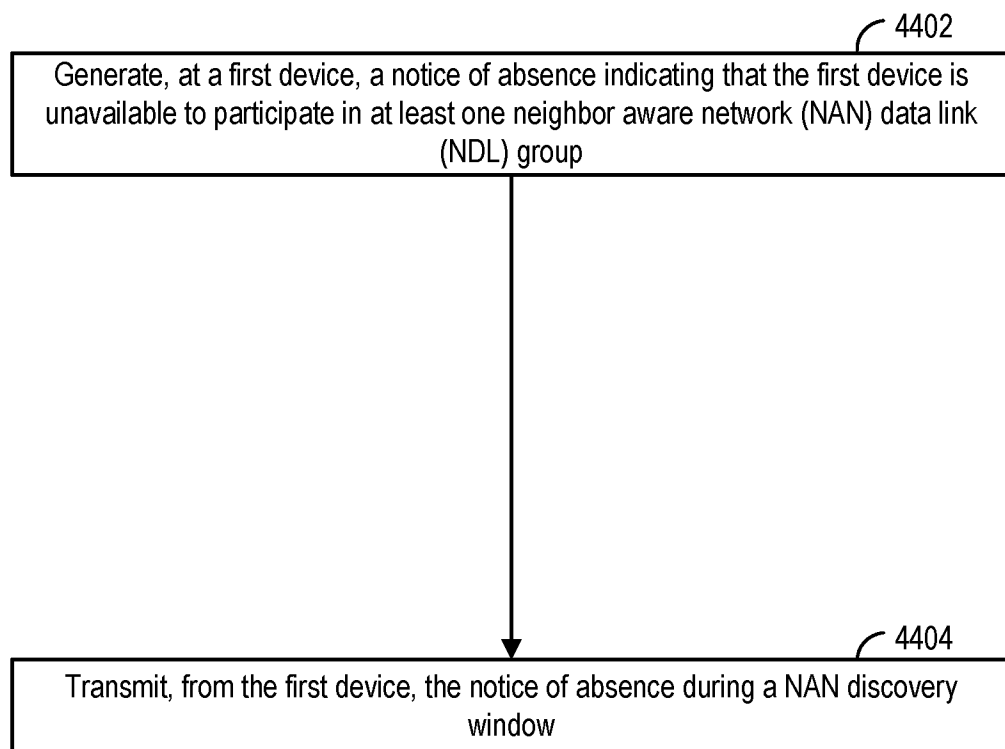 4402
Generate, at a first device, a notice of absence indicating that the first device is
unavailable to participate in at least one neighbor aware network (NAN) data link
(NDL) group
4404
Transmit, from the first device, the notice of absence during a NAN discovery
window